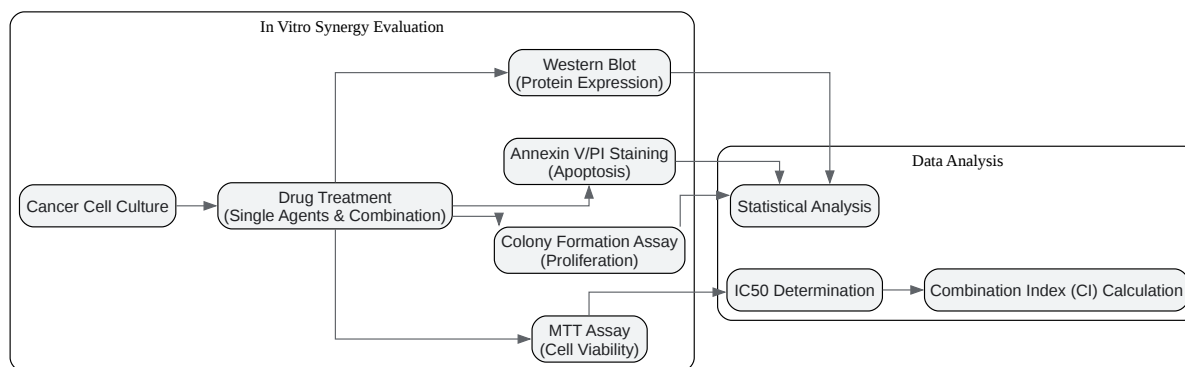 In Vitro Synergy Evaluation
Western Blot
(Protein Expression)
Annexin V/PI Staining
(Apoptosis)
Data Analysis
Cancer Cell Culture
Drug Treatment
(Single Agents & Combination)
Statistical Analysis
Colony Formation Assay
(Proliferation)
IC50 Determination
Combination Index (CI) Calculation
MTT Assay
(Cell Viability)